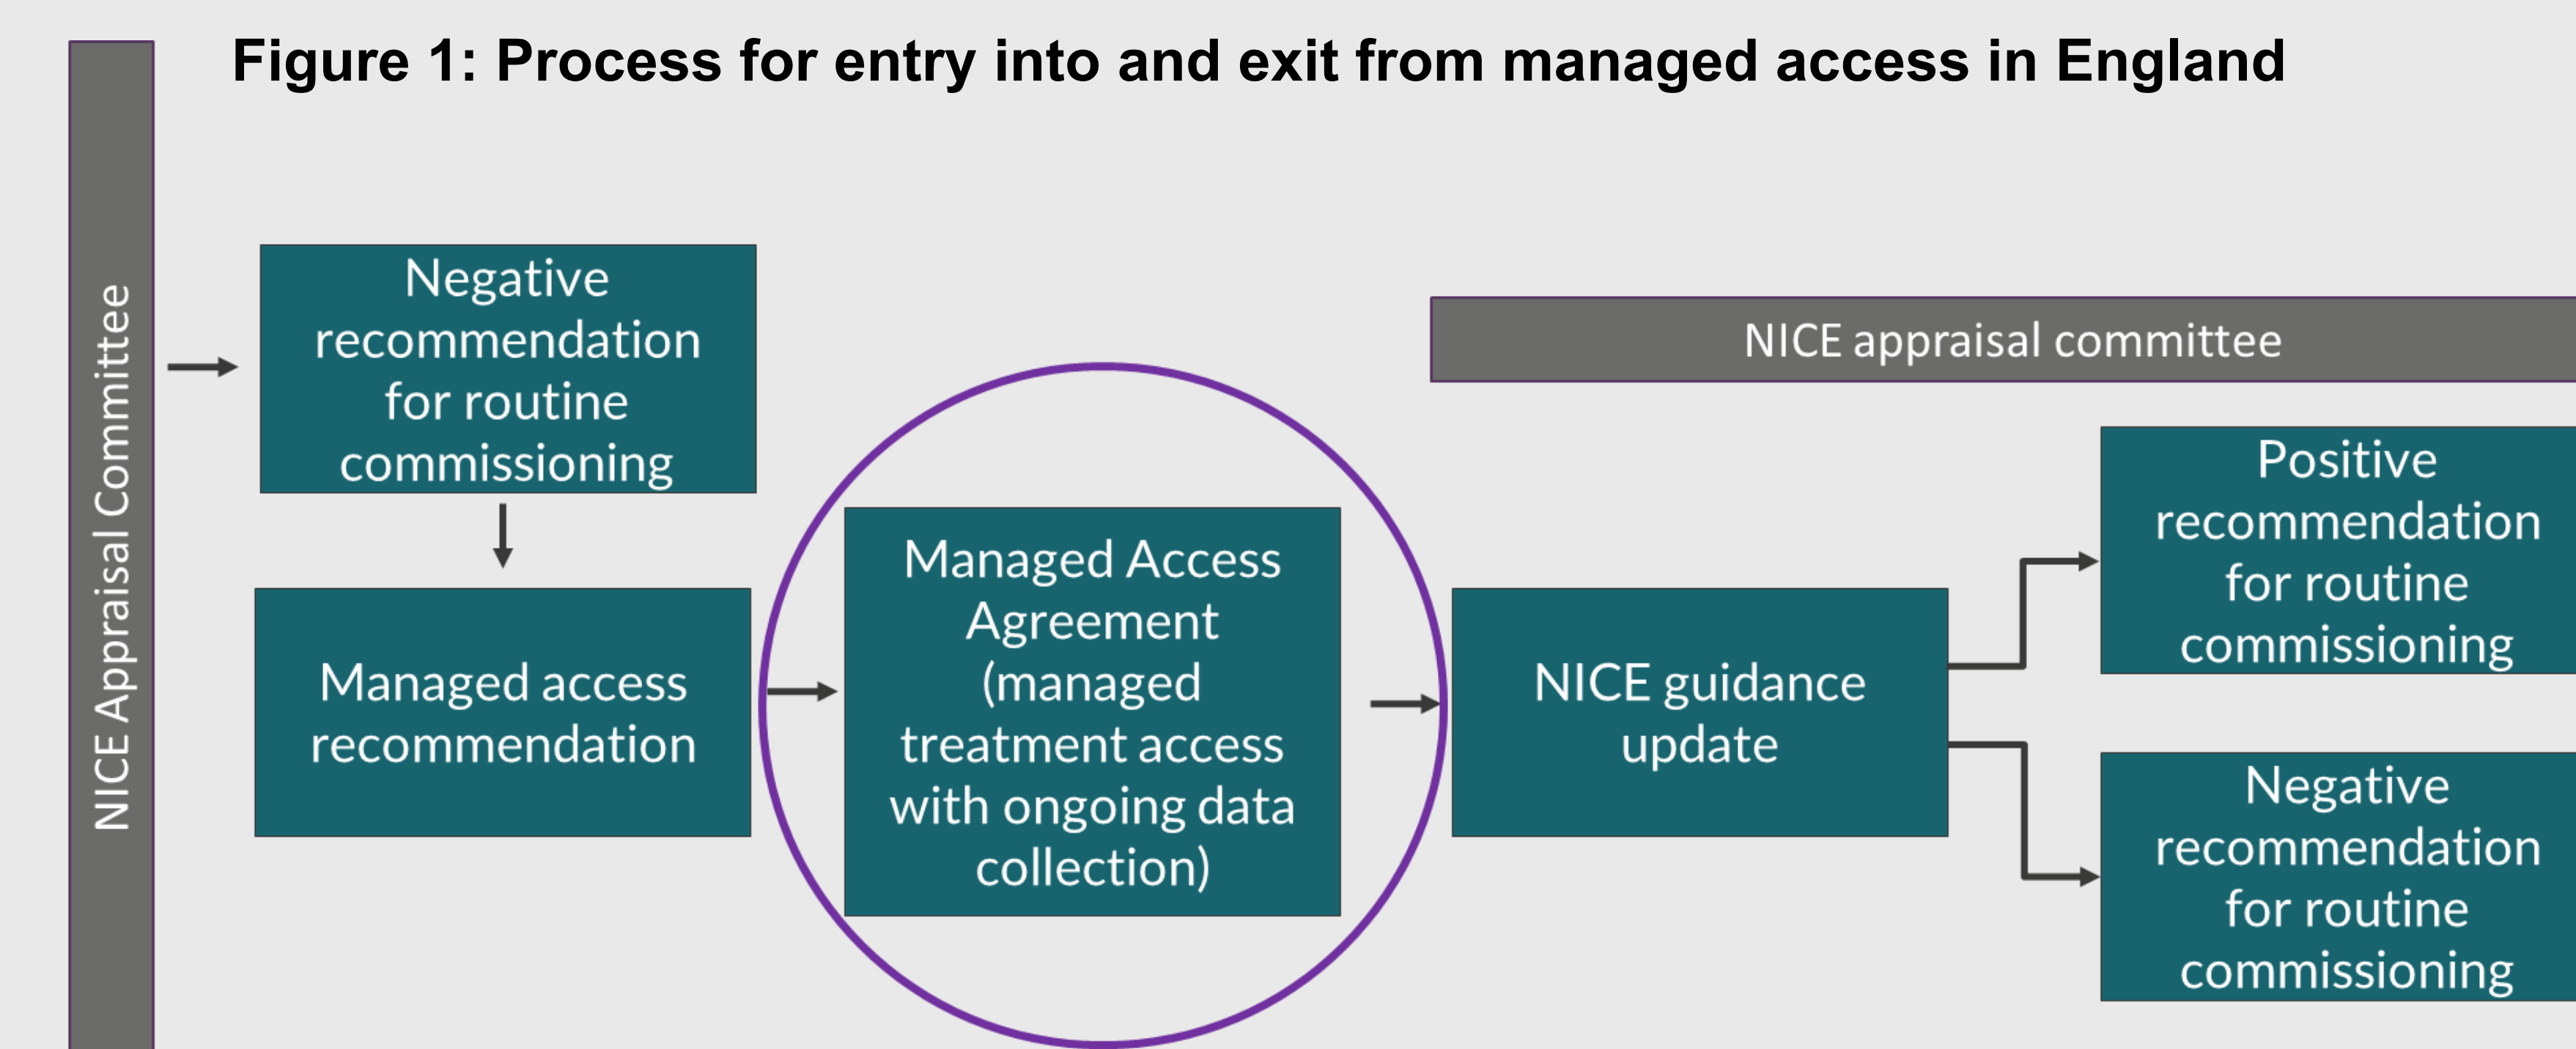 Figure 1: Process for entry into and exit from managed access in England
NICE Appraisal Committee
Negative
recommendation
for routine
commissioning
Managed access
recommendation
Managed Access
Agreement
(managed
treatment access
with ongoing data
collection)
NICE appraisal committee
NICE guidance
update
Positive
recommendation
for routine
commissioning
Negative
recommendation
for routine
commissioning